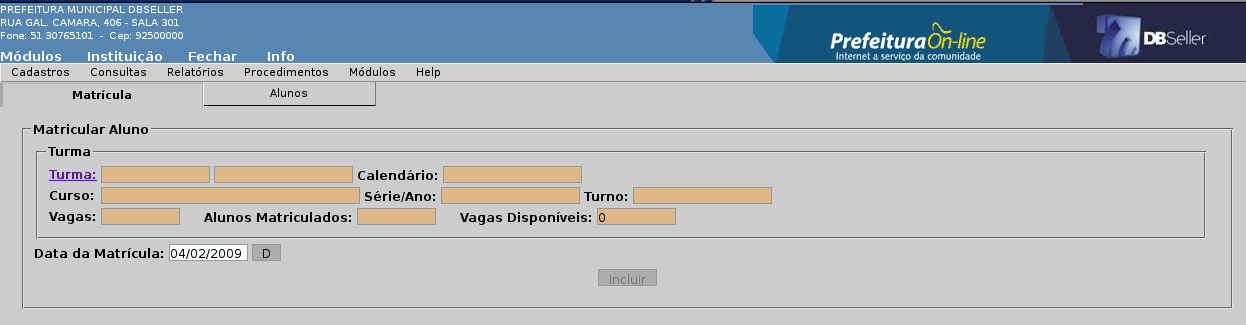 PREFEITURA MUNICIPAL DBSELLER
RUA GAL. CAMARA, 406 - SALA 301
Fone: 51 30765101 - Cep: 92500000
Prefeitura On-line
Internet a serviço da comunidade
DBSeller
Módulos Instituição Fechar Info
Cadastros Consultas Relatórios Procedimentos Módulos Help
Matrícula Alunos
Matricular Aluno
Turma
Turma: Calendário:
Curso: Série/Ano: Turno:
Vagas: Alunos Matriculados: Vagas Disponíveis: 0
Data da Matrícula: 04/02/2009 D
Incluir